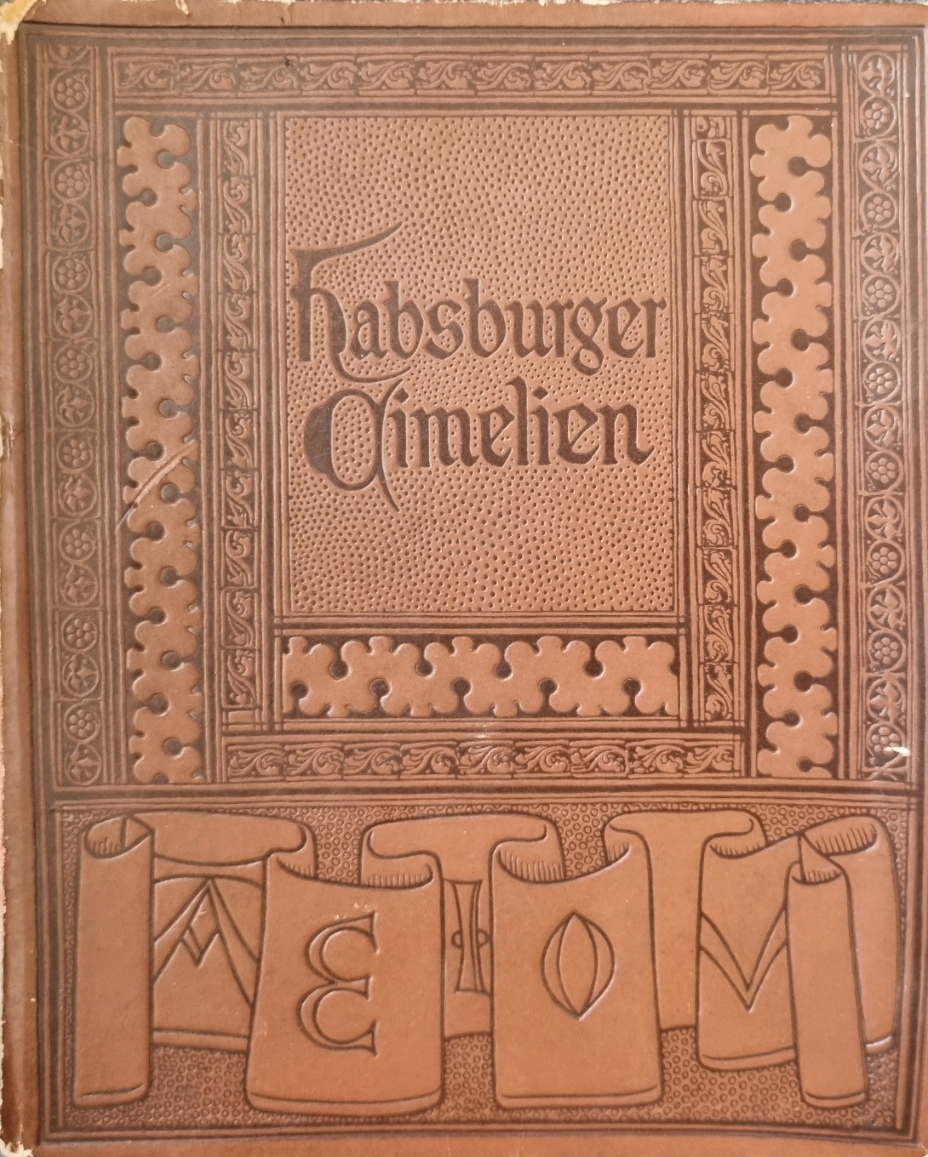 Habsburger
Cimelien
A E I O V